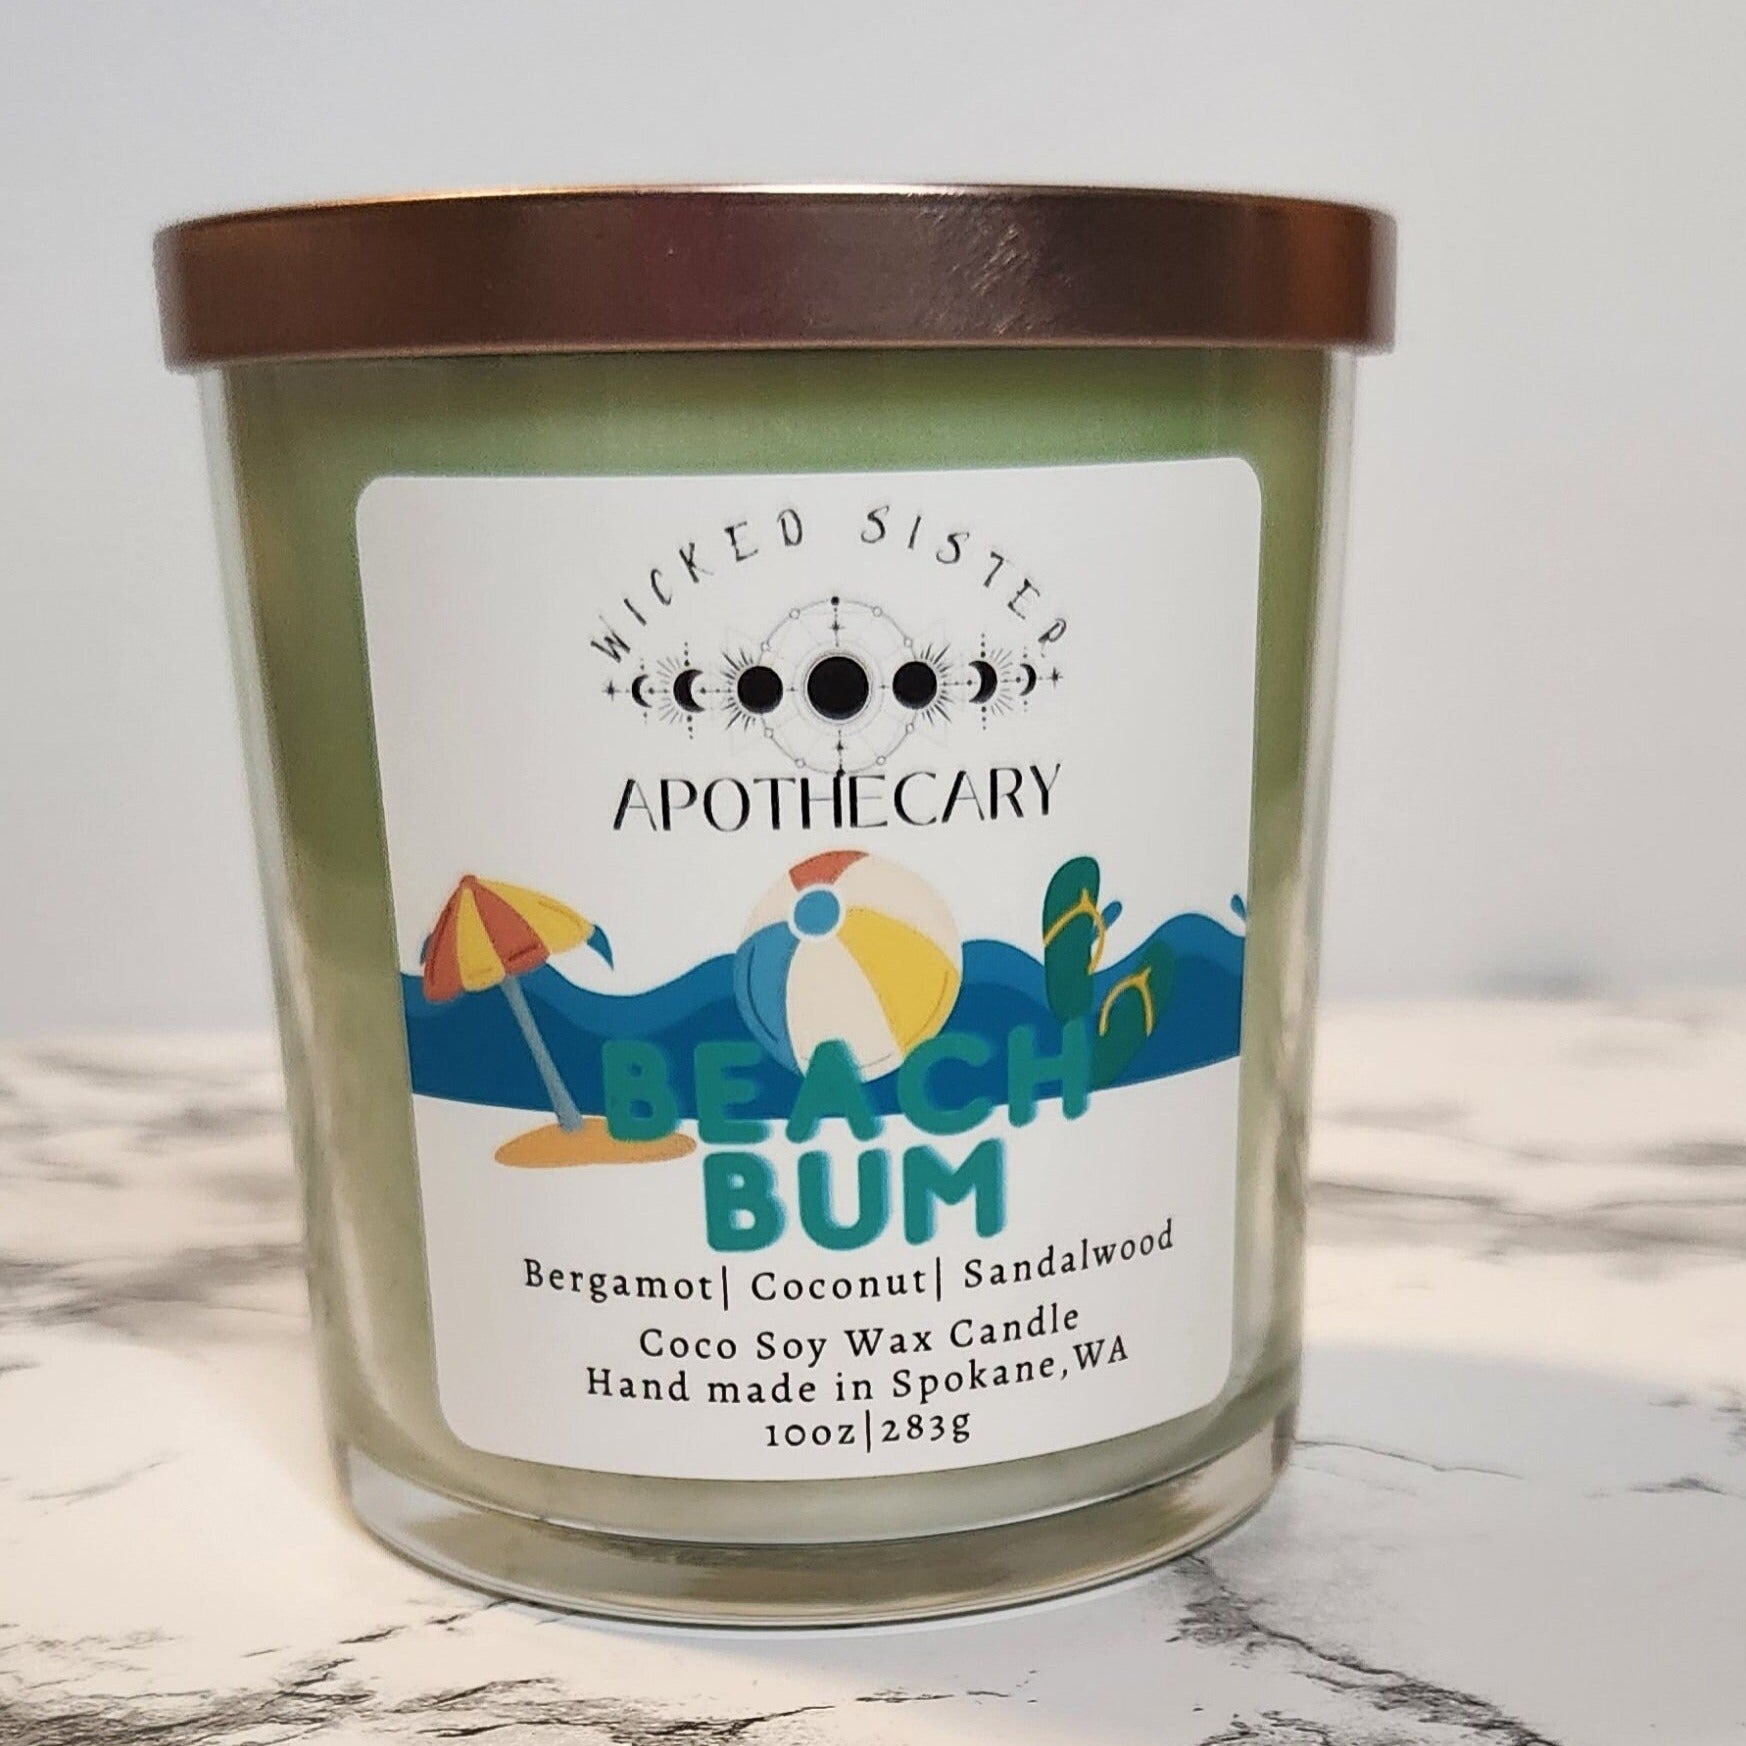 WICKED SISTER
APOTHECARY
BEACH
BUM
Bergamot| Coconut| Sandalwood
Coco Soy Wax Candle
Hand made in Spokane,WA
10oz|283g